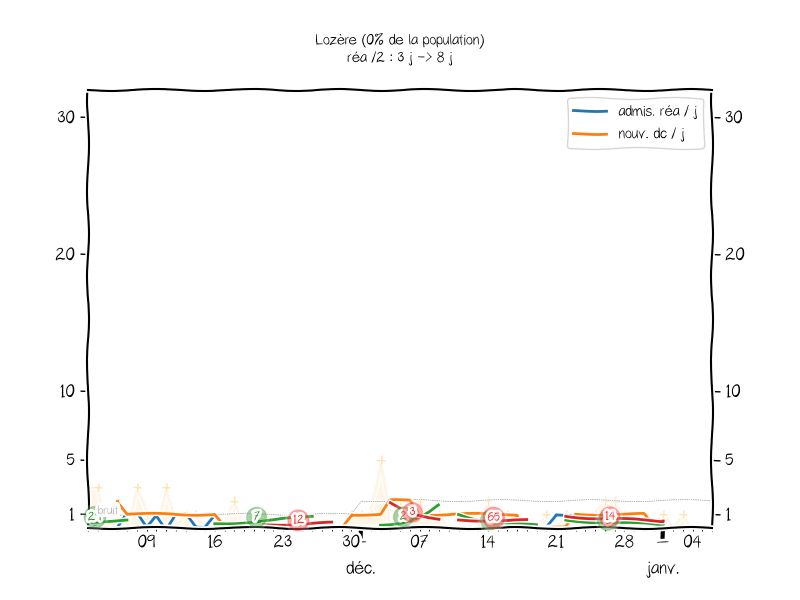 Lozère (0% de la population)
réa /2 : 3 j -> 8 j
admis. réa / j
nouv. dc / j
30 30
20 20
10 10
5 5
1 1
2 bruit 7 12 3 65 14
09 16 23 30 07 14 21 28 04
déc. janv.